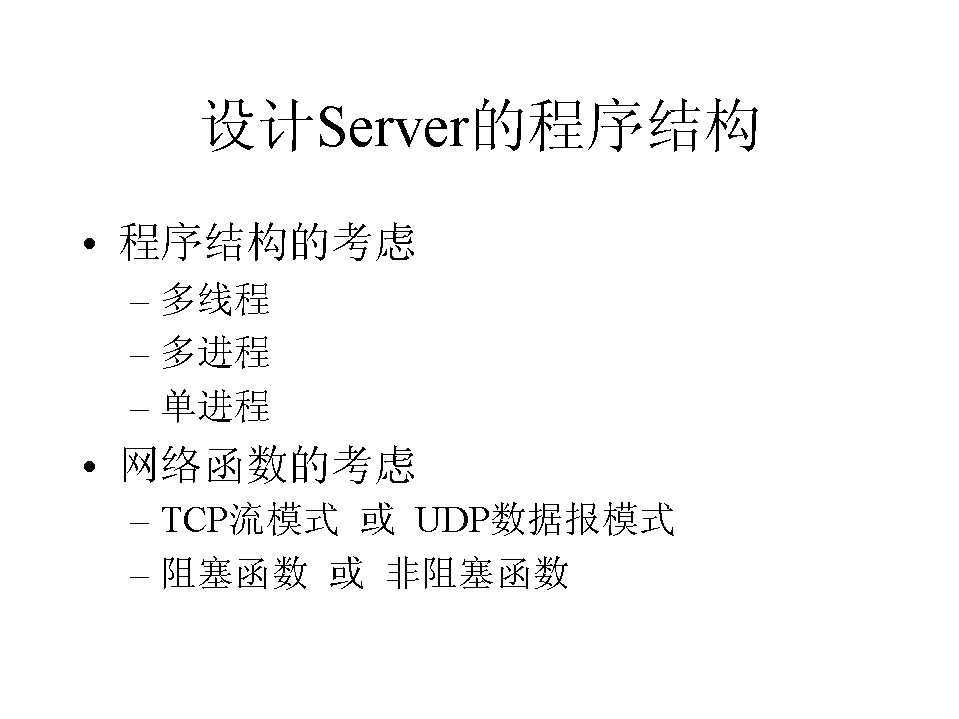 设计Server的程序结构
• 程序结构的考虑
– 多线程
– 多进程
– 单进程
• 网络函数的考虑
– TCP流模式 或 UDP数据报模式
– 阻塞函数 或 非阻塞函数